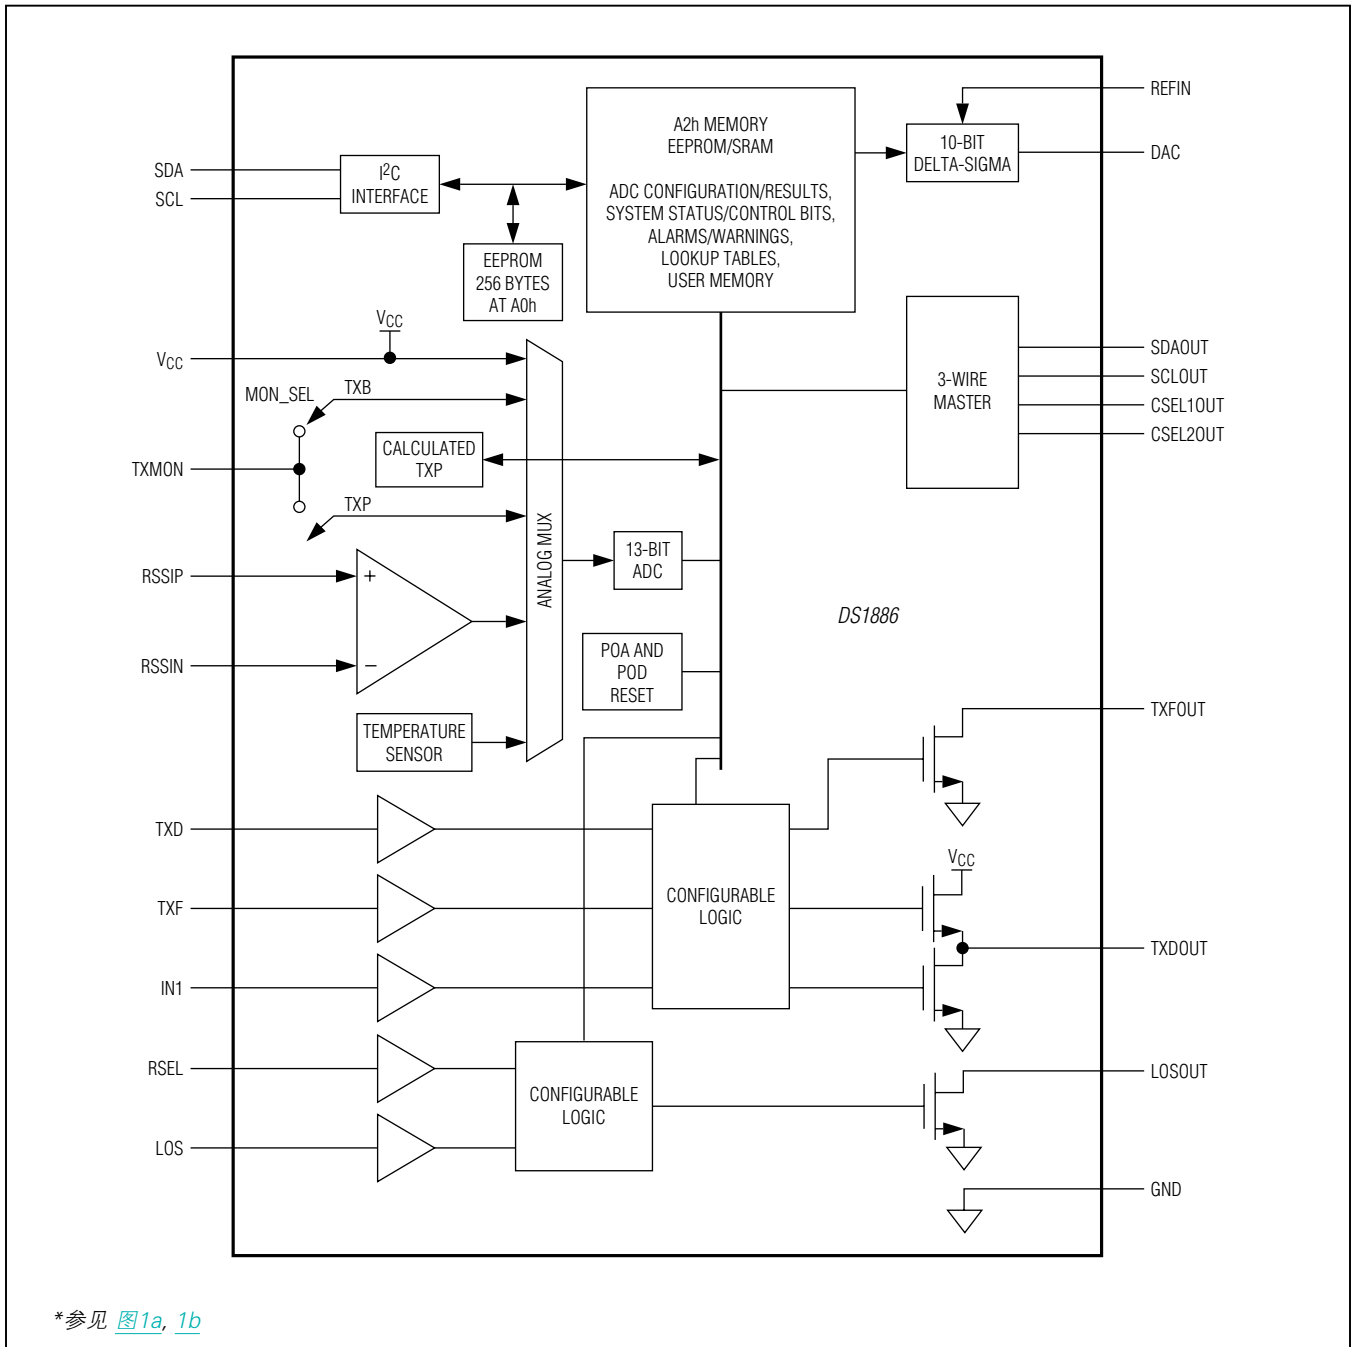 REFIN
A2h MEMORY
EEPROM/SRAM
ADC CONFIGURATION/RESULTS,
SYSTEM STATUS/CONTROL BITS,
ALARMS/WARNINGS,
LOOKUP TABLES,
USER MEMORY
10-BIT
DELTA-SIGMA
DAC
SDA
SCL
I2C
INTERFACE
EEPROM
256 BYTES
AT A0h
VCC
VCC
MON_SEL
TXB
TXMON
CALCULATED
TXP
TXP
ANALOG MUX
3-WIRE
MASTER
SDAOUT
SCLOUT
CSEL1OUT
CSEL2OUT
13-BIT
ADC
RSSIP
+
RSSIN
−
DS1886
POA AND
POD
RESET
TEMPERATURE
SENSOR
TXFOUT
TXD
TXF
IN1
CONFIGURABLE
LOGIC
VCC
TXDOUT
RSEL
LOS
CONFIGURABLE
LOGIC
LOSOUT
GND
*参见 图1a, 1b